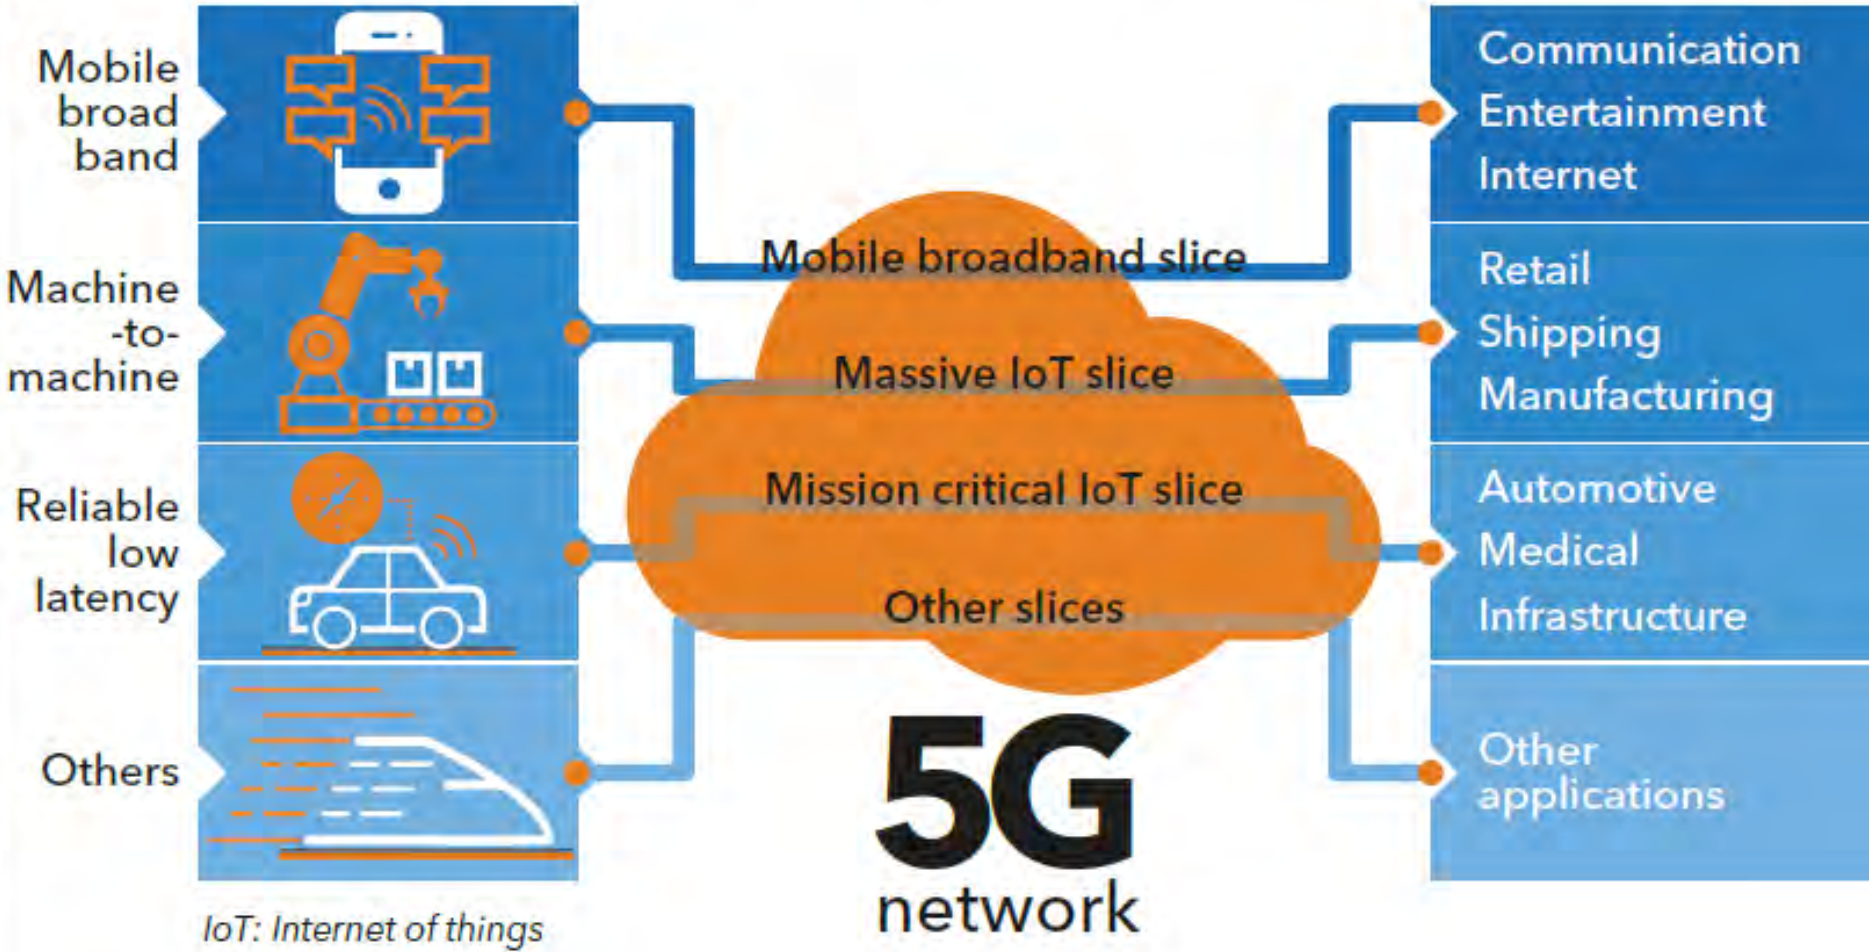 Mobile
broad
band
Machine
-to-
machine
Reliable
low
latency
Others
IoT: Internet of things
Mobile broadband slice
Massive IoT slice
Mission critical IoT slice
Other slices
5G
network
Communication
Entertainment
Internet
Retail
Shipping
Manufacturing
Automotive
Medical
Infrastructure
Other
applications